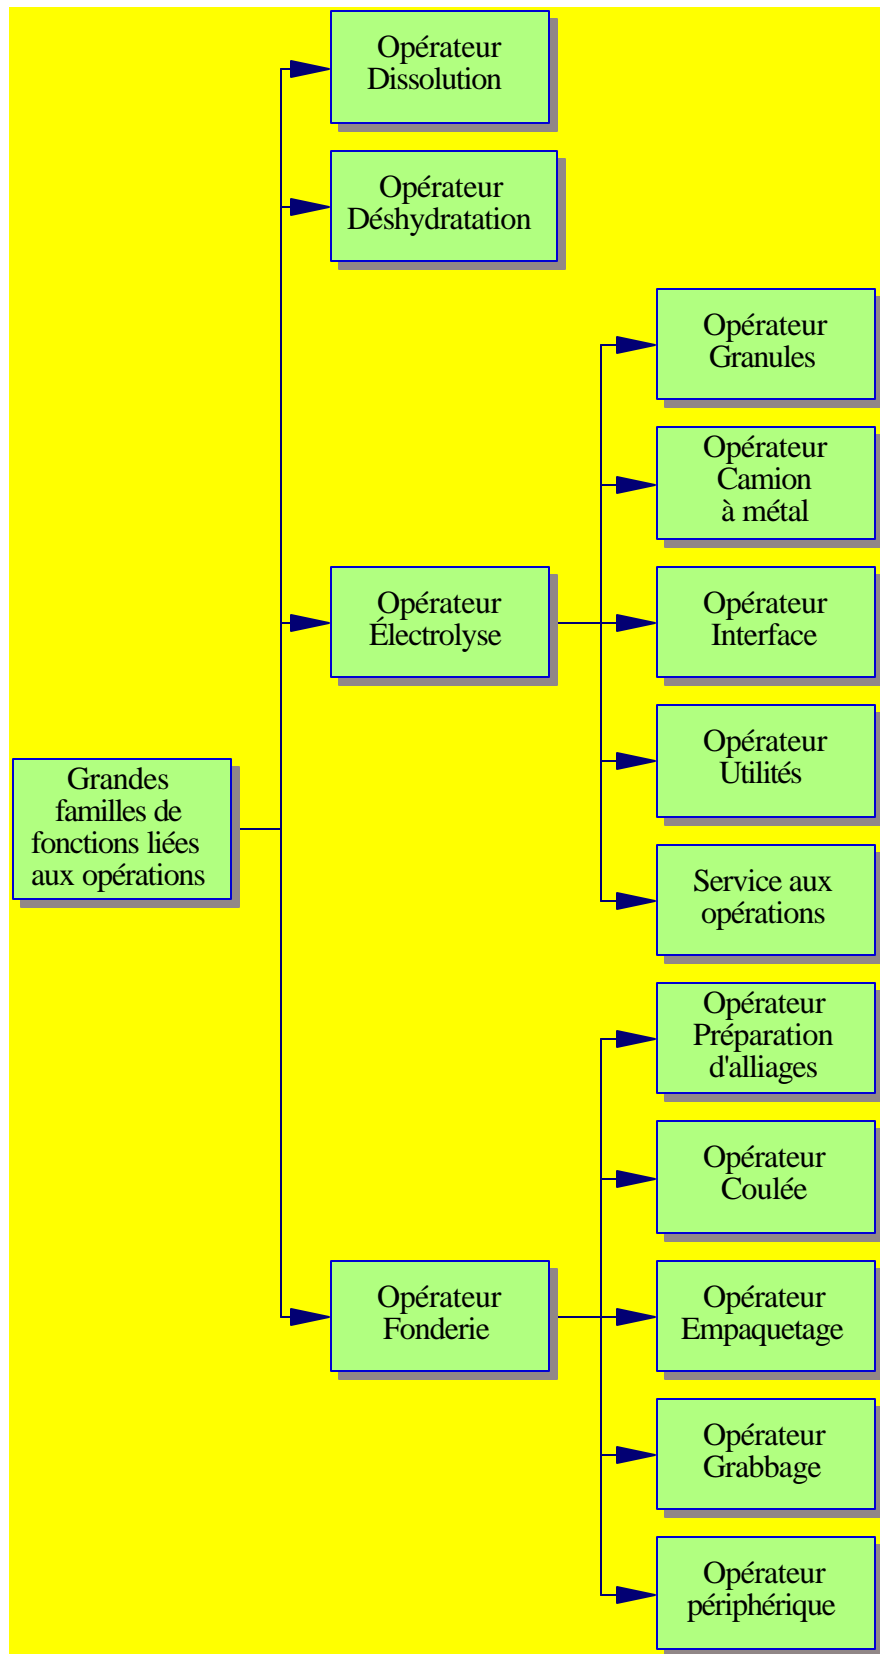 Opérateur
Dissolution
Opérateur
Déshydratation
Opérateur
Granules
Opérateur
Camion
à métal
Opérateur
Électrolyse
Opérateur
Interface
Opérateur
Utilités
Grandes
familles de
fonctions liées
aux opérations
Service aux
opérations
Opérateur
Préparation
d'alliages
Opérateur
Coulée
Opérateur
Fonderie
Opérateur
Empaquetage
Opérateur
Grabbage
Opérateur
périphérique